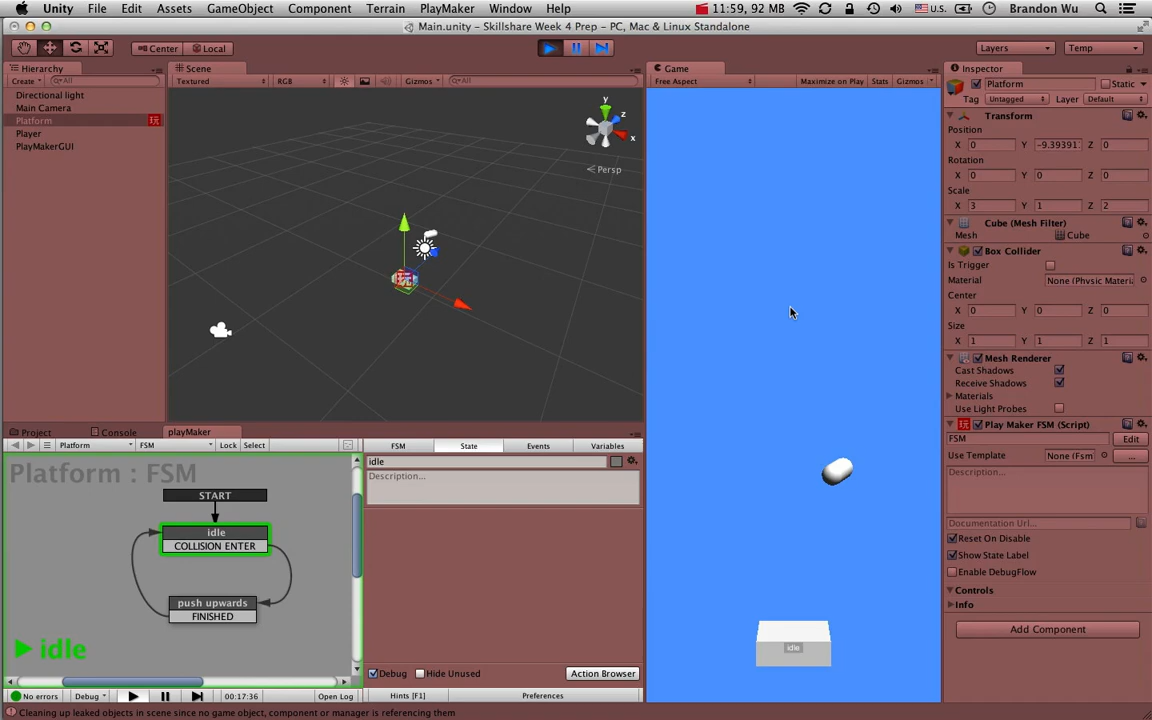 Unity File Edit Assets GameObject Component Terrain PlayMaker Window Help 11:59, 92 MB U.S. Brandon Wu
Main.unity - Skillshare Week 4 Prep - PC, Mac & Linux Standalone
Center Local Layers Temp
Hierarchy Scene Game Inspector
Create All Textured RGB Gizmos All Free Aspect Maximize on Play Stats Gizmos Platform Static
Directional light
Main Camera
Platform
Player
PlayMakerGUI
y
z
x
Persp
Tag Untagged Layer Default
Transform
Position
X 0 Y -9.39391 Z 0
Rotation
X 0 Y 0 Z 0
Scale
X 3 Y 1 Z 2
Cube (Mesh Filter)
Mesh Cube
Box Collider
Is Trigger
Material None (Physic Materi
Center
X 0 Y 0 Z 0
Size
X 1 Y 1 Z 1
Mesh Renderer
Cast Shadows
Receive Shadows
Materials
Use Light Probes
Play Maker FSM (Script)
FSM Edit
Use Template None (Fsm ...
Description...
Documentation Url...
Reset On Disable
Show State Label
Enable DebugFlow
Controls
Info
Add Component
Project Console playMaker
Platform FSM Lock Select FSM State Events Variables
Platform : FSM
START
idle
COLLISION ENTER
push upwards
FINISHED
idle
idle
Description...
Debug Hide Unused Action Browser
idle
No errors Debug 00:17:36 Open Log Hints [F1] Preferences
Cleaning up leaked objects in scene since no game object, component or manager is referencing them